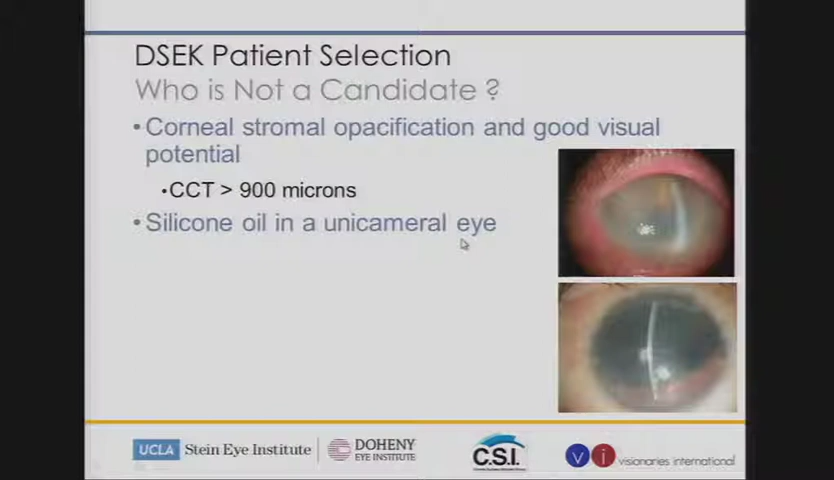 DSEK Patient Selection
Who is Not a Candidate ?
• Corneal stromal opacification and good visual
potential
• CCT > 900 microns
• Silicone oil in a unicameral eye
UCLA Stein Eye Institute
DOHENY
EYE INSTITUTE
C.S.I.
vi visionaries international